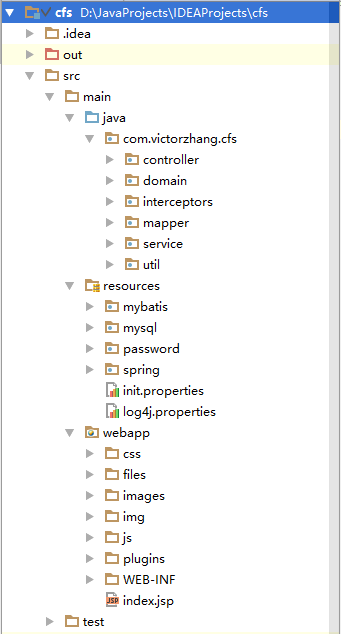 cfs D:\JavaProjects\IDEAProjects\cfs
.idea
out
src
main
java
com.victorzhang.cfs
controller
domain
interceptors
mapper
service
util
resources
mybatis
mysql
password
spring
init.properties
log4j.properties
webapp
css
files
images
img
js
plugins
WEB-INF
JSP index.jsp
test